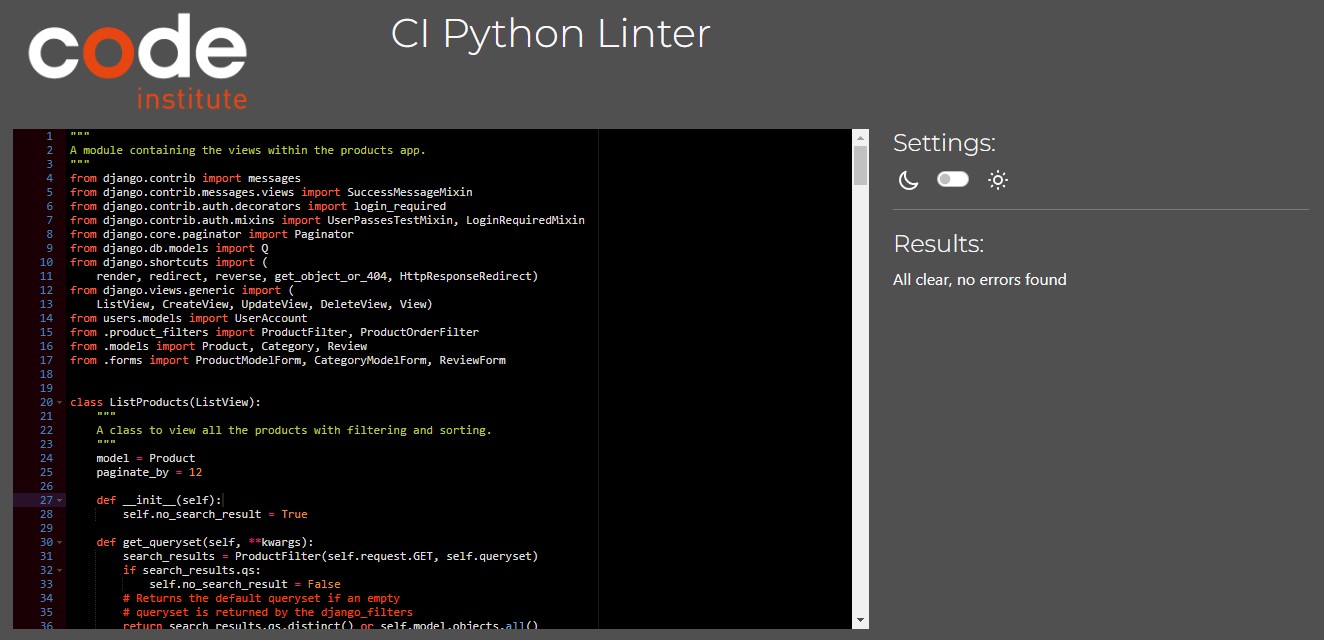 code
institute
CI Python Linter
1 """
2 A module containing the views within the products app.
3 """
4 from django.contrib import messages
5 from django.contrib.messages.views import SuccessMessageMixin
6 from django.contrib.auth.decorators import login_required
7 from django.contrib.auth.mixins import UserPassesTestMixin, LoginRequiredMixin
8 from django.core.paginator import Paginator
9 from django.db.models import Q
10 from django.shortcuts import (
11     render, redirect, reverse, get_object_or_404, HttpResponseRedirect)
12 from django.views.generic import (
13     ListView, CreateView, UpdateView, DeleteView, View)
14 from users.models import UserAccount
15 from .product_filters import ProductFilter, ProductOrderFilter
16 from .models import Product, Category, Review
17 from .forms import ProductModelForm, CategoryModelForm, ReviewForm
18
19
20 class ListProducts(ListView):
21     """
22     A class to view all the products with filtering and sorting.
23     """
24     model = Product
25     paginate_by = 12
26
27     def __init__(self):
28         self.no_search_result = True
29
30     def get_queryset(self, **kwargs):
31         search_results = ProductFilter(self.request.GET, self.queryset)
32         if search_results.qs:
33             self.no_search_result = False
34         # Returns the default queryset if an empty
35         # queryset is returned by the django_filters
36         return search_results.qs.distinct() or self.model.objects.all()
Settings:
Results:
All clear, no errors found